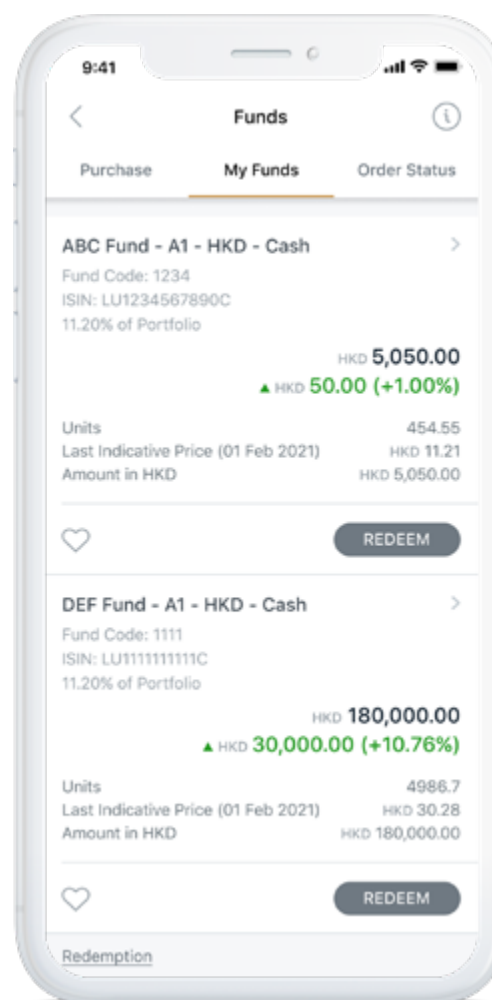 9:41
Funds
Purchase My Funds Order Status
ABC Fund - A1 - HKD - Cash
Fund Code: 1234
ISIN: LU1234567890C
11.20% of Portfolio
HKD 5,050.00
▲ HKD 50.00 (+1.00%)
Units 454.55
Last Indicative Price (01 Feb 2021) HKD 11.21
Amount in HKD HKD 5,050.00
REDEEM
DEF Fund - A1 - HKD - Cash
Fund Code: 1111
ISIN: LU1111111111C
11.20% of Portfolio
HKD 180,000.00
▲ HKD 30,000.00 (+10.76%)
Units 4986.7
Last Indicative Price (01 Feb 2021) HKD 30.28
Amount in HKD HKD 180,000.00
REDEEM
Redemption